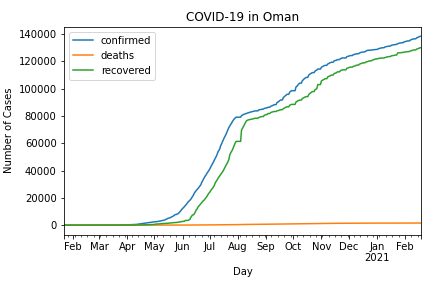 COVID-19 in Oman
confirmed
deaths
recovered
Number of Cases
140000
120000
100000
80000
60000
40000
20000
0
Feb Mar Apr May Jun Jul Aug Sep Oct Nov Dec Jan Feb
2021
Day